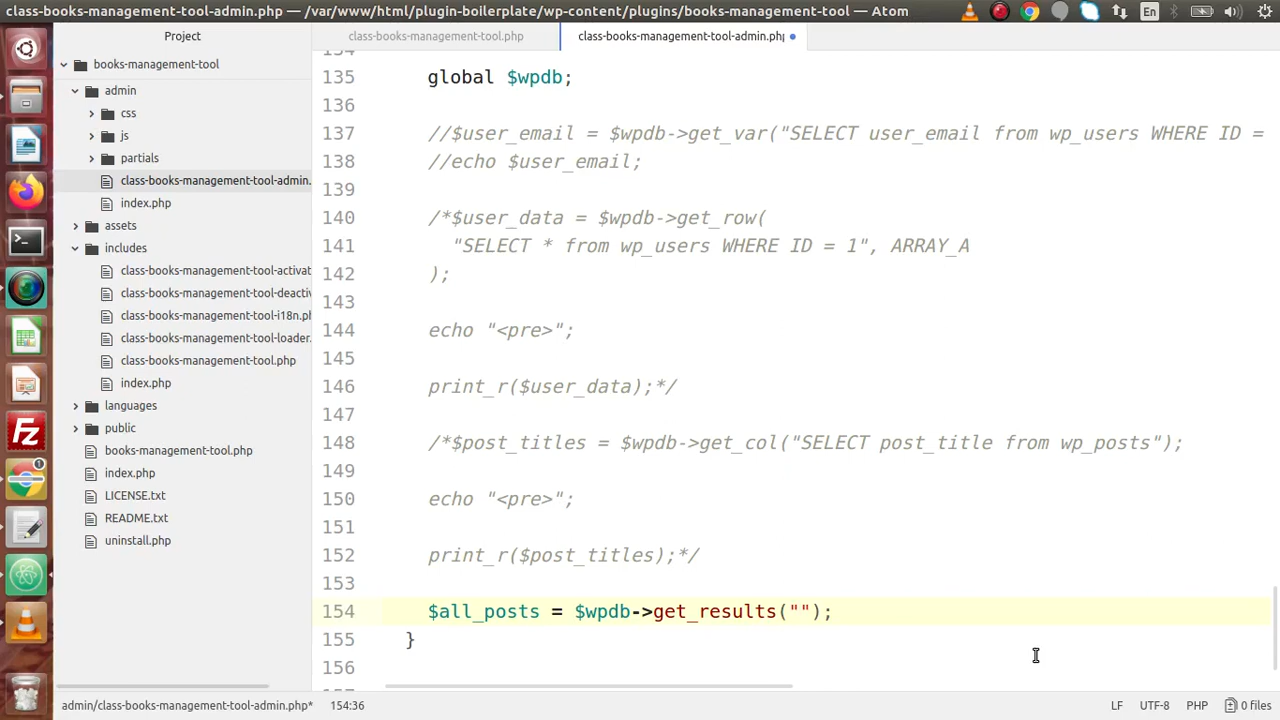 class-books-management-tool-admin.php — /var/www/html/plugin-boilerplate/wp-content/plugins/books-management-tool — Atom
En
Project
class-books-management-tool.php
class-books-management-tool-admin.php
books-management-tool
admin
css
js
partials
class-books-management-tool-admin.
index.php
assets
includes
class-books-management-tool-activat
class-books-management-tool-deactiv
class-books-management-tool-i18n.ph
class-books-management-tool-loader.
class-books-management-tool.php
index.php
languages
public
books-management-tool.php
index.php
LICENSE.txt
README.txt
uninstall.php
134
135 global $wpdb;
136
137 //$user_email = $wpdb->get_var("SELECT user_email from wp_users WHERE ID =
138 //echo $user_email;
139
140 /*$user_data = $wpdb->get_row(
141 "SELECT * from wp_users WHERE ID = 1", ARRAY_A
142 );
143
144 echo "<pre>";
145
146 print_r($user_data);*/
147
148 /*$post_titles = $wpdb->get_col("SELECT post_title from wp_posts");
149
150 echo "<pre>";
151
152 print_r($post_titles);*/
153
154 $all_posts = $wpdb->get_results("");
155 }
156
admin/class-books-management-tool-admin.php* 154:36
LF UTF-8 PHP 0 files